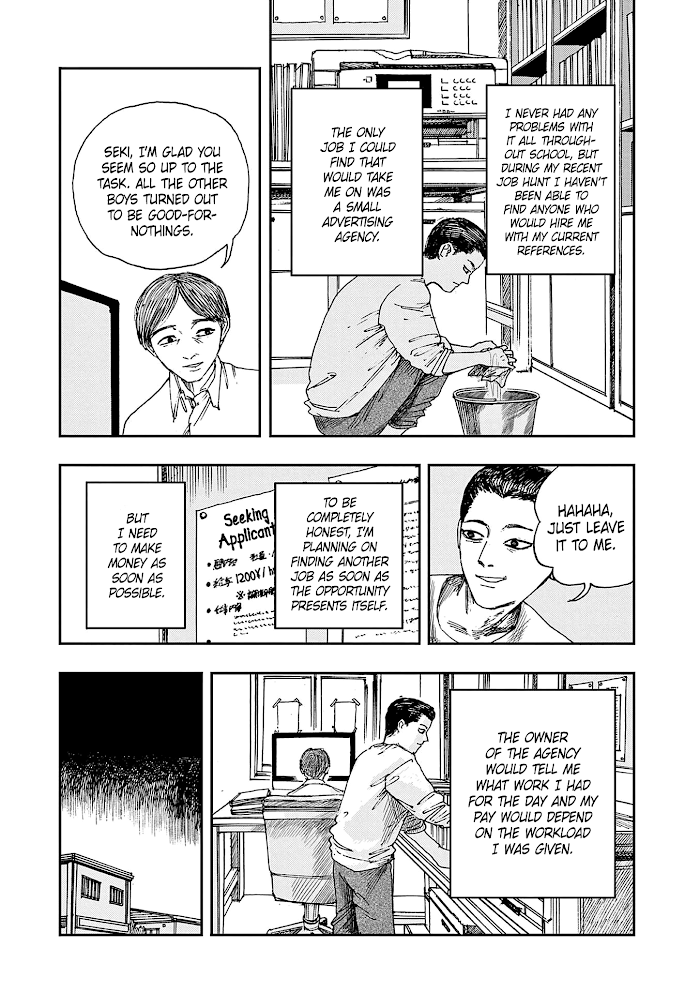 I NEVER HAD ANY
PROBLEMS WITH
IT ALL THROUGH-
OUT SCHOOL, BUT
DURING MY RECENT
JOB HUNT I HAVEN'T
BEEN ABLE TO
FIND ANYONE WHO
WOULD HIRE ME
WITH MY CURRENT
REFERENCES.
THE ONLY
JOB I COULD
FIND THAT
WOULD TAKE
ME ON WAS
A SMALL
ADVERTISING
AGENCY.
SEKI, I'M GLAD YOU
SEEM SO UP TO THE
TASK. ALL THE OTHER
BOYS TURNED OUT
TO BE GOOD-FOR-
NOTHINGS.
HAHAHA,
JUST LEAVE
IT TO ME.
TO BE
COMPLETELY
HONEST, I'M
PLANNING ON
FINDING ANOTHER
JOB AS SOON AS
THE OPPORTUNITY
PRESENTS ITSELF.
Seeking
Applicant
1200¥/h
BUT
I NEED
TO MAKE
MONEY AS
SOON AS
POSSIBLE.
THE OWNER
OF THE AGENCY
WOULD TELL ME
WHAT WORK I HAD
FOR THE DAY AND MY
PAY WOULD DEPEND
ON THE WORKLOAD
I WAS GIVEN.